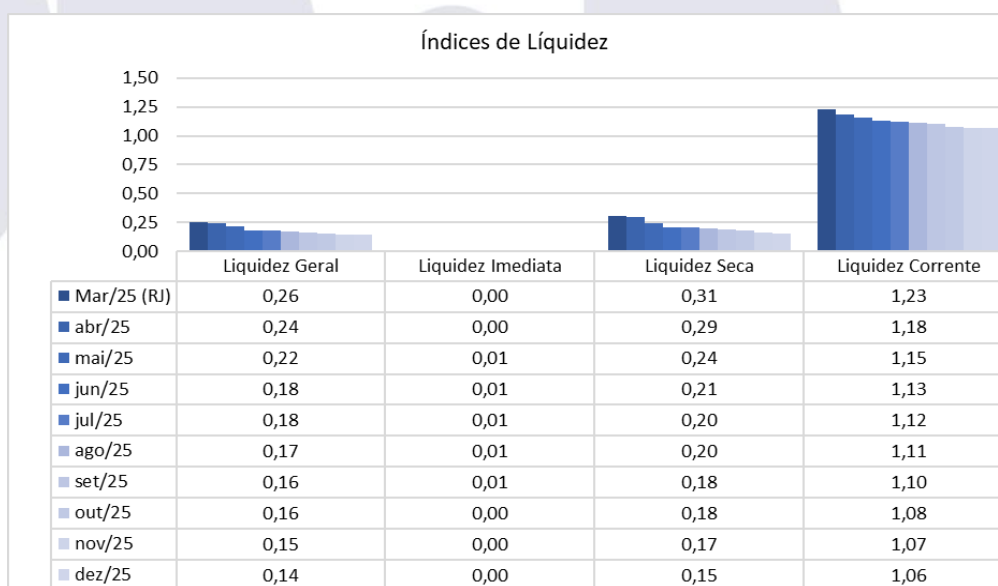 Índices de Líquidez
1,50
1,25
1,00
0,75
0,50
0,25
0,00
Liquidez Geral Liquidez Imediata Liquidez Seca Liquidez Corrente
Mar/25 (RJ) 0,26 0,00 0,31 1,23
abr/25 0,24 0,00 0,29 1,18
mai/25 0,22 0,01 0,24 1,15
jun/25 0,18 0,01 0,21 1,13
jul/25 0,18 0,01 0,20 1,12
ago/25 0,17 0,01 0,20 1,11
set/25 0,16 0,01 0,18 1,10
out/25 0,16 0,00 0,18 1,08
nov/25 0,15 0,00 0,17 1,07
dez/25 0,14 0,00 0,15 1,06